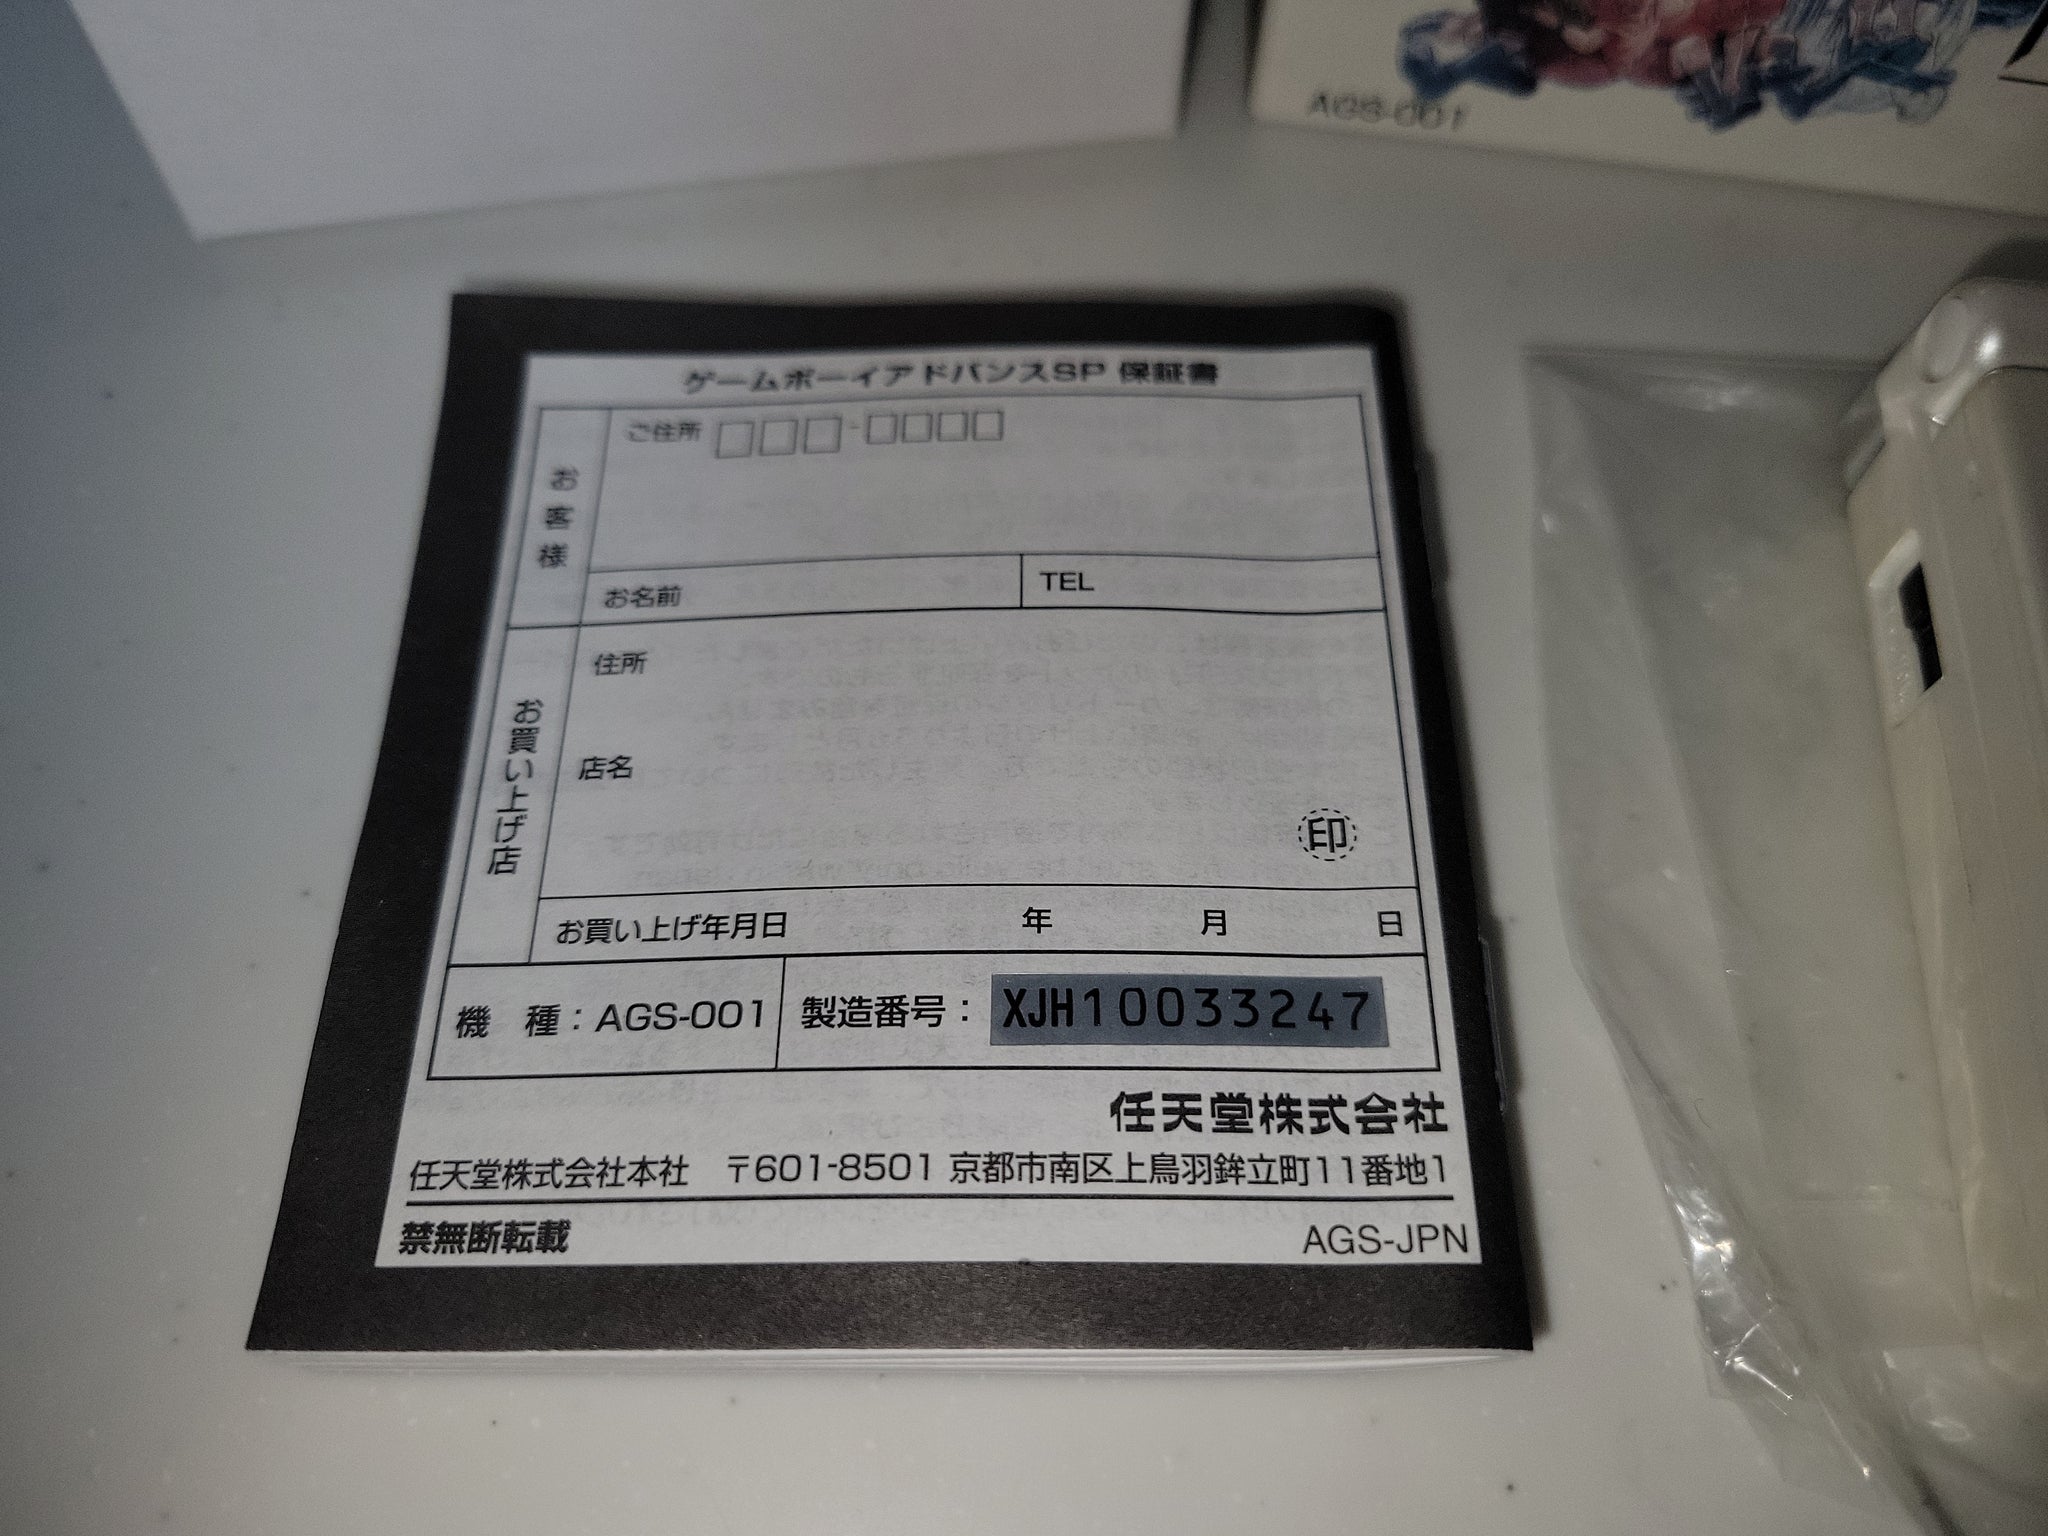 AGS-001
ゲームボーイアドバンスSP 保証書
お客様
ご住所 □□□-□□□□
お名前
TEL
お買い上げ店
住所
店名
印
お買い上げ年月日 年 月 日
機 種：AGS-001
製造番号：XJH10033247
任天堂株式会社
任天堂株式会社本社 〒601-8501 京都市南区上鳥羽鉾立町11番地1
禁無断転載
AGS-JPN